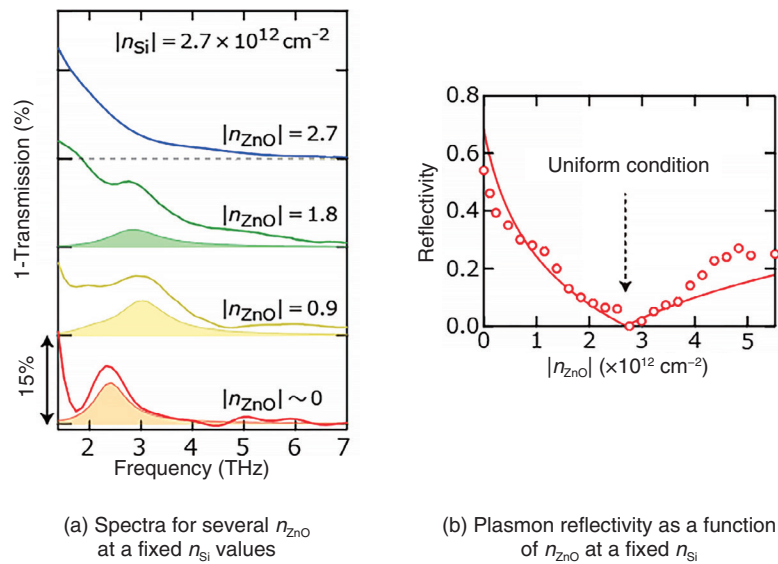 |nSi| = 2.7 × 10¹² cm⁻²
|nZnO| = 2.7
|nZnO| = 1.8
|nZnO| = 0.9
|nZnO| ~ 0
1-Transmission (%)
15%
2 3 4 5 6 7
Frequency (THz)
(a) Spectra for several nZnO
at a fixed nSi values
0.8
0.6
0.4
0.2
0.0
Reflectivity
Uniform condition
0 1 2 3 4 5
|nZnO| (×10¹² cm⁻²)
(b) Plasmon reflectivity as a function
of nZnO at a fixed nSi